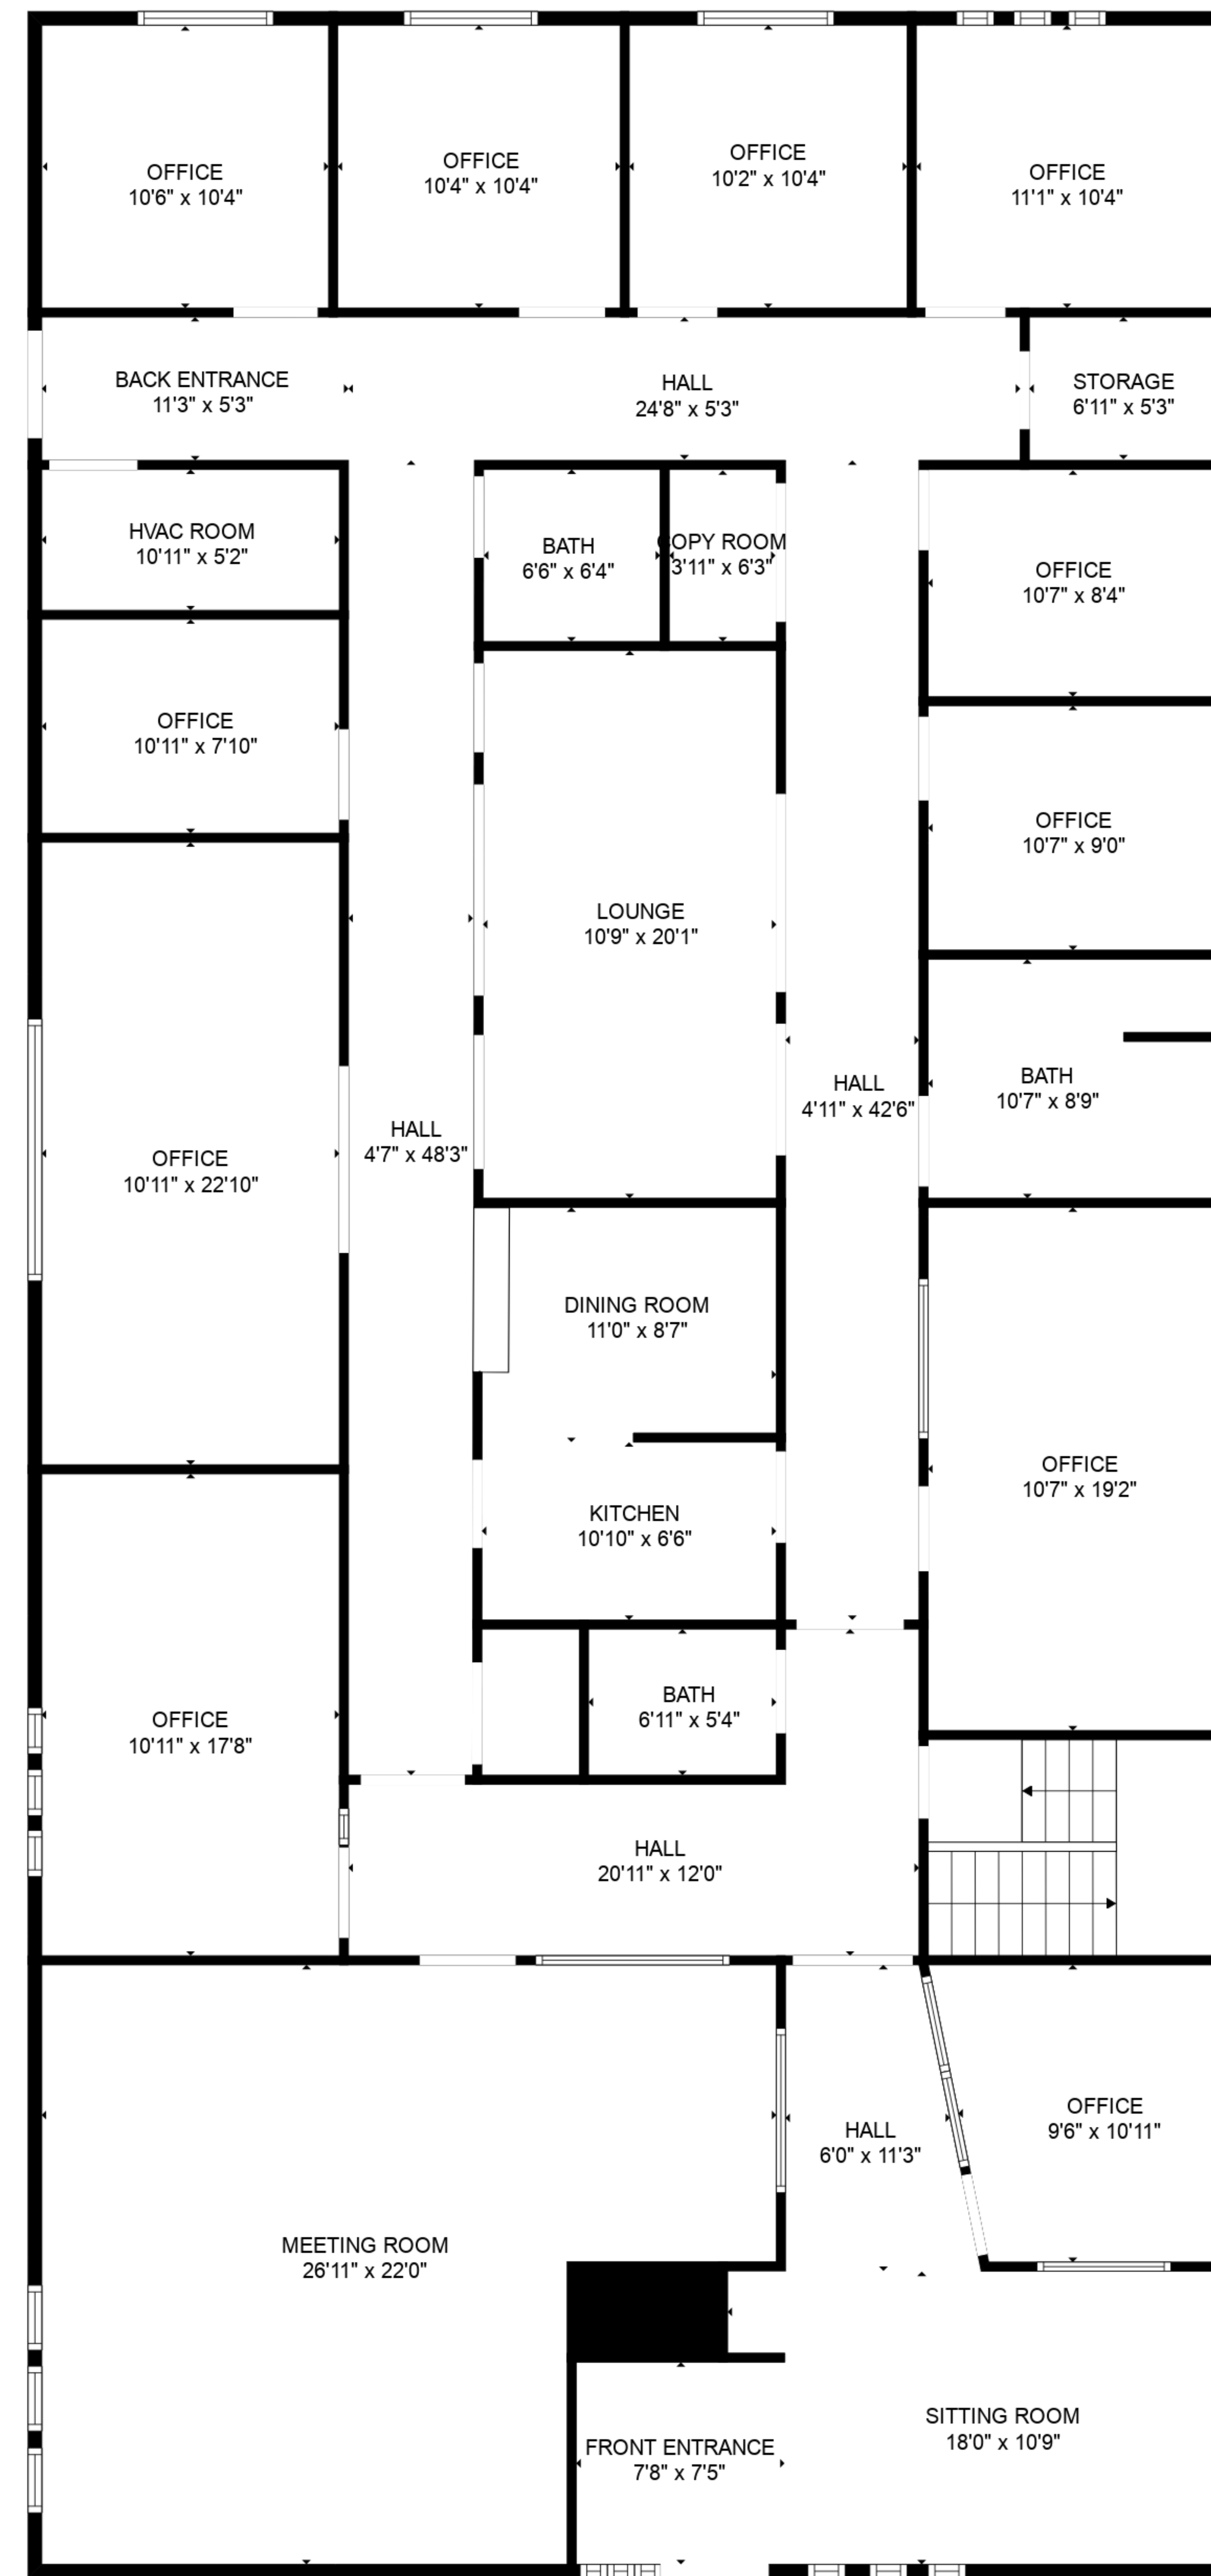 OFFICE
10'6" x 10'4"
OFFICE
10'4" x 10'4"
OFFICE
10'2" x 10'4"
OFFICE
11'1" x 10'4"
BACK ENTRANCE
11'3" x 5'3"
HALL
24'8" x 5'3"
STORAGE
6'11" x 5'3"
HVAC ROOM
10'11" x 5'2"
BATH
6'6" x 6'4"
COPY ROOM
3'11" x 6'3"
OFFICE
10'7" x 8'4"
OFFICE
10'11" x 7'10"
OFFICE
10'7" x 9'0"
LOUNGE
10'9" x 20'1"
BATH
10'7" x 8'9"
HALL
4'11" x 42'6"
HALL
4'7" x 48'3"
OFFICE
10'11" x 22'10"
DINING ROOM
11'0" x 8'7"
OFFICE
10'7" x 19'2"
KITCHEN
10'10" x 6'6"
BATH
6'11" x 5'4"
OFFICE
10'11" x 17'8"
HALL
20'11" x 12'0"
OFFICE
9'6" x 10'11"
HALL
6'0" x 11'3"
MEETING ROOM
26'11" x 22'0"
SITTING ROOM
18'0" x 10'9"
FRONT ENTRANCE
7'8" x 7'5"